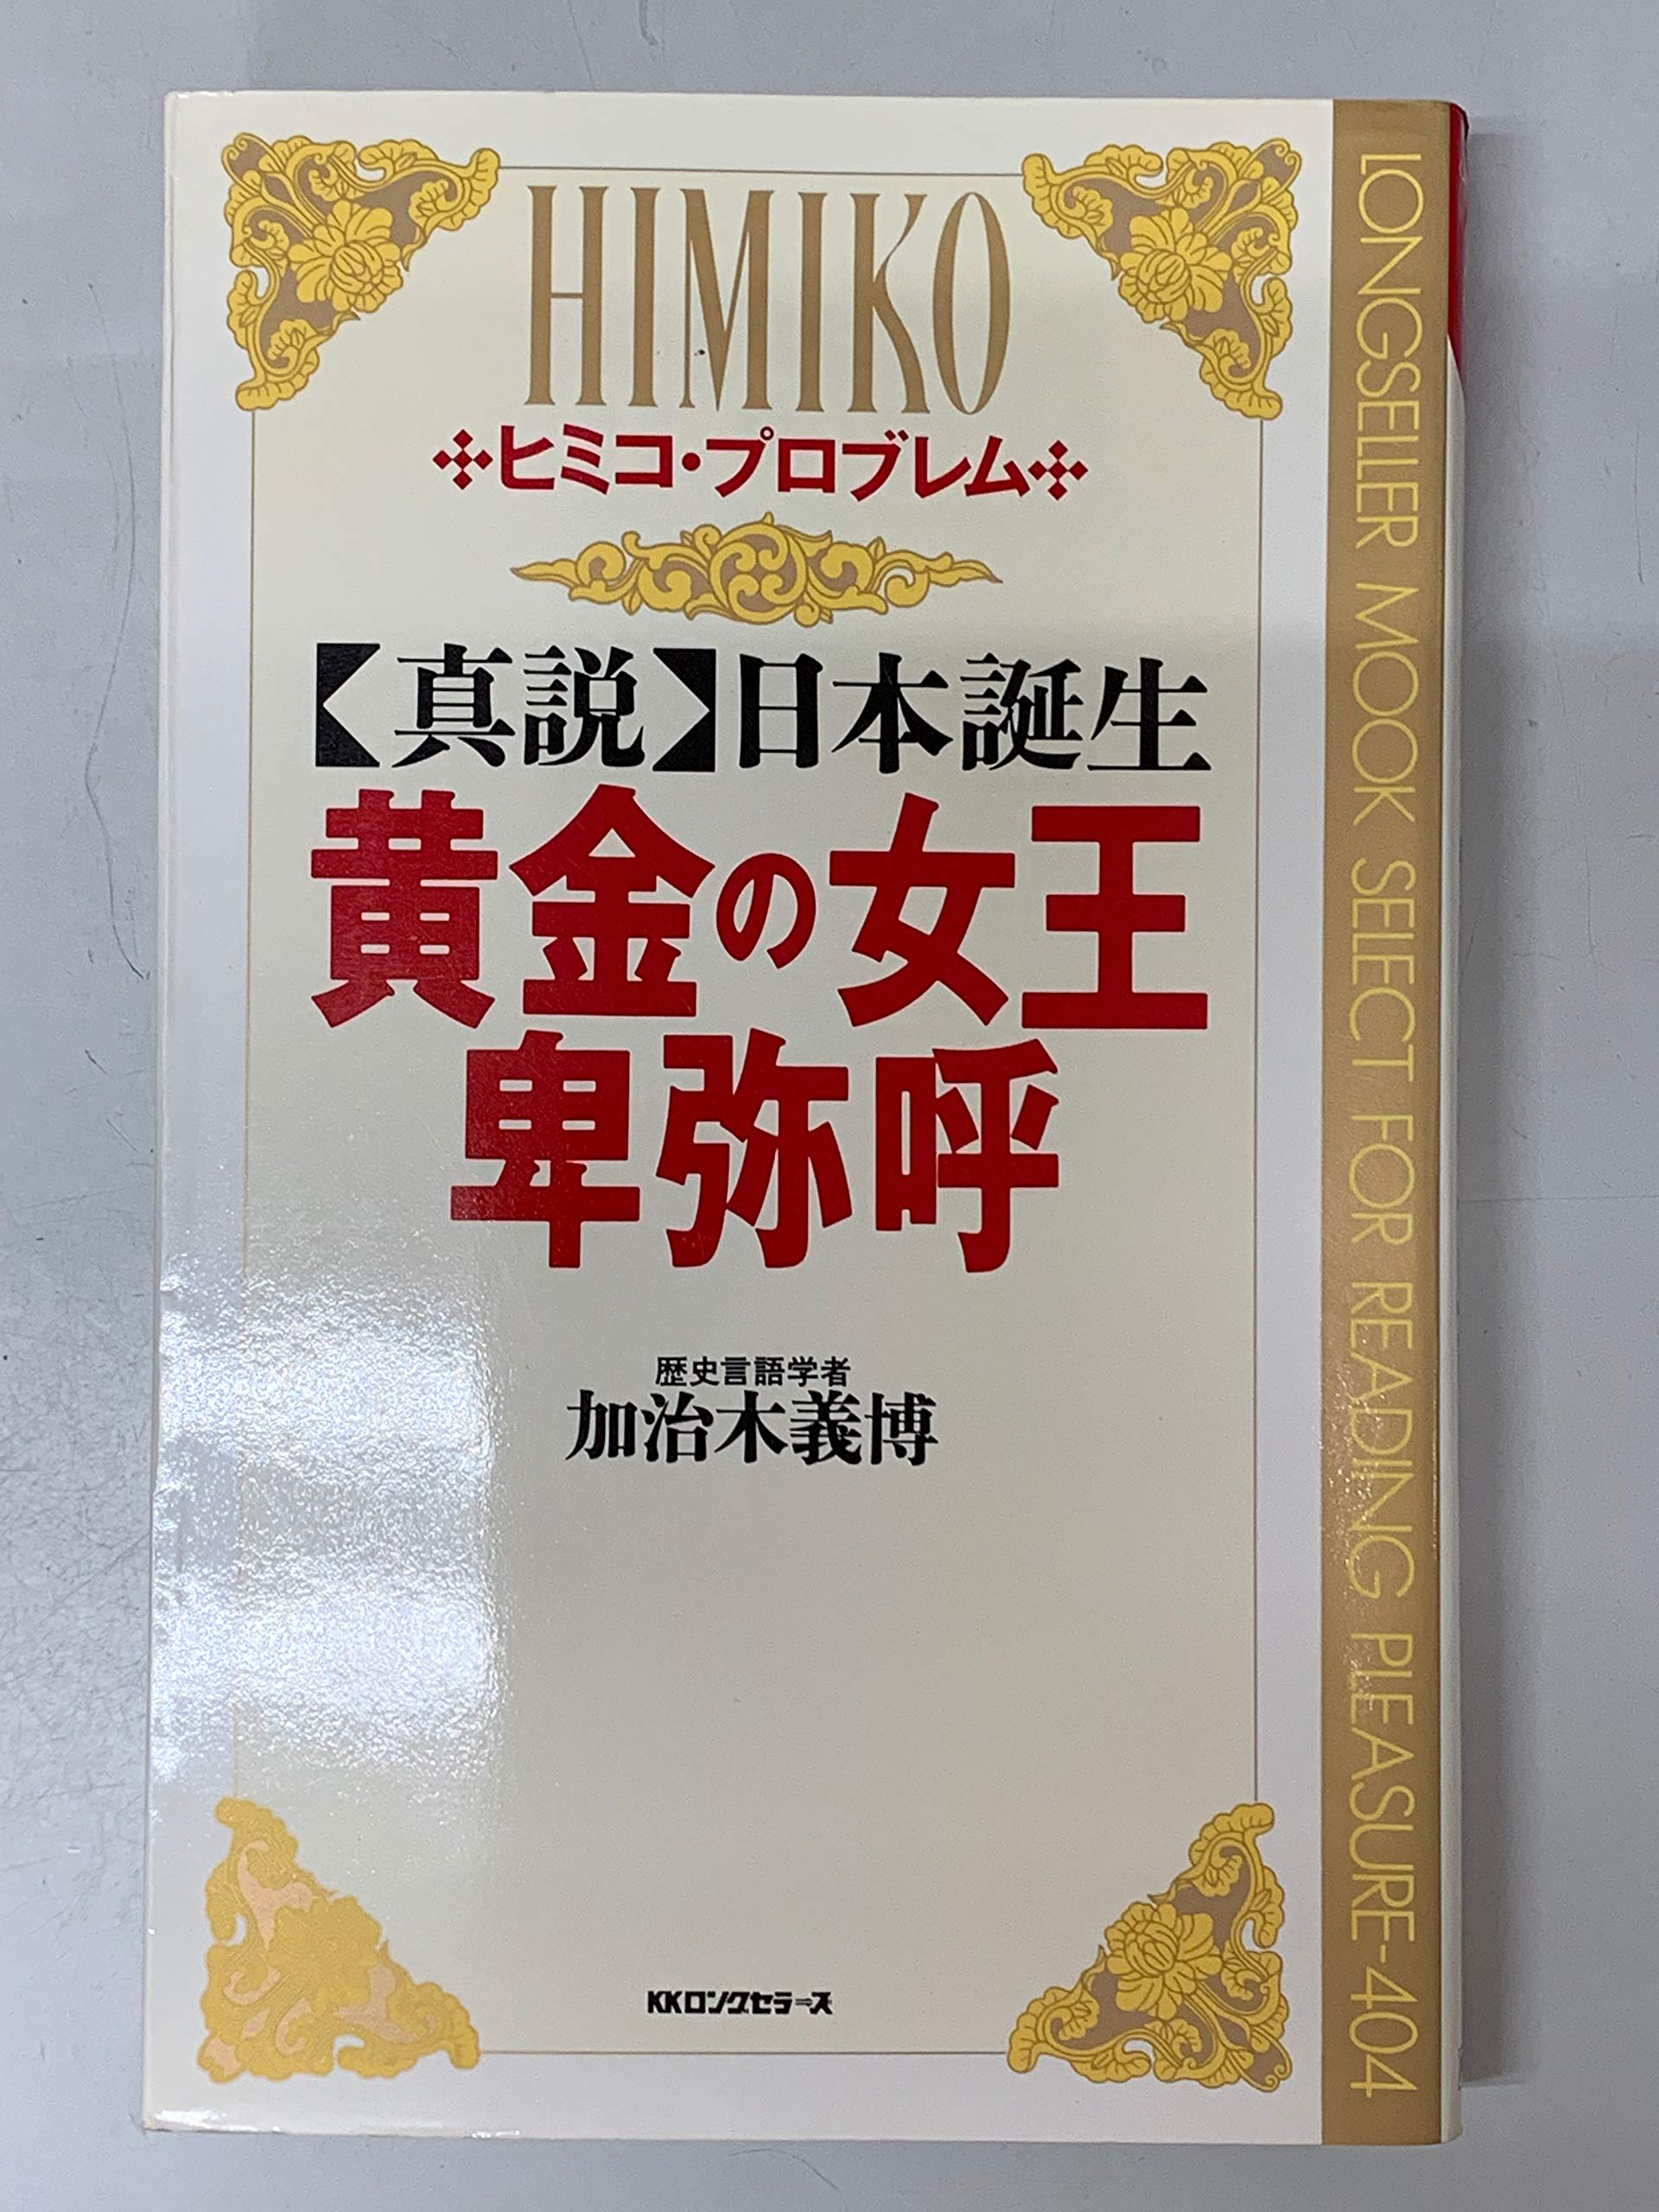 HIMIKO
ヒミコ・プロブレム
【真説】日本誕生
黄金の女王
卑弥呼
歴史言語学者
加治木義博
KKロングセラーズ
LONGSELLER MOOK SELECT FOR READING PLEASURE-404